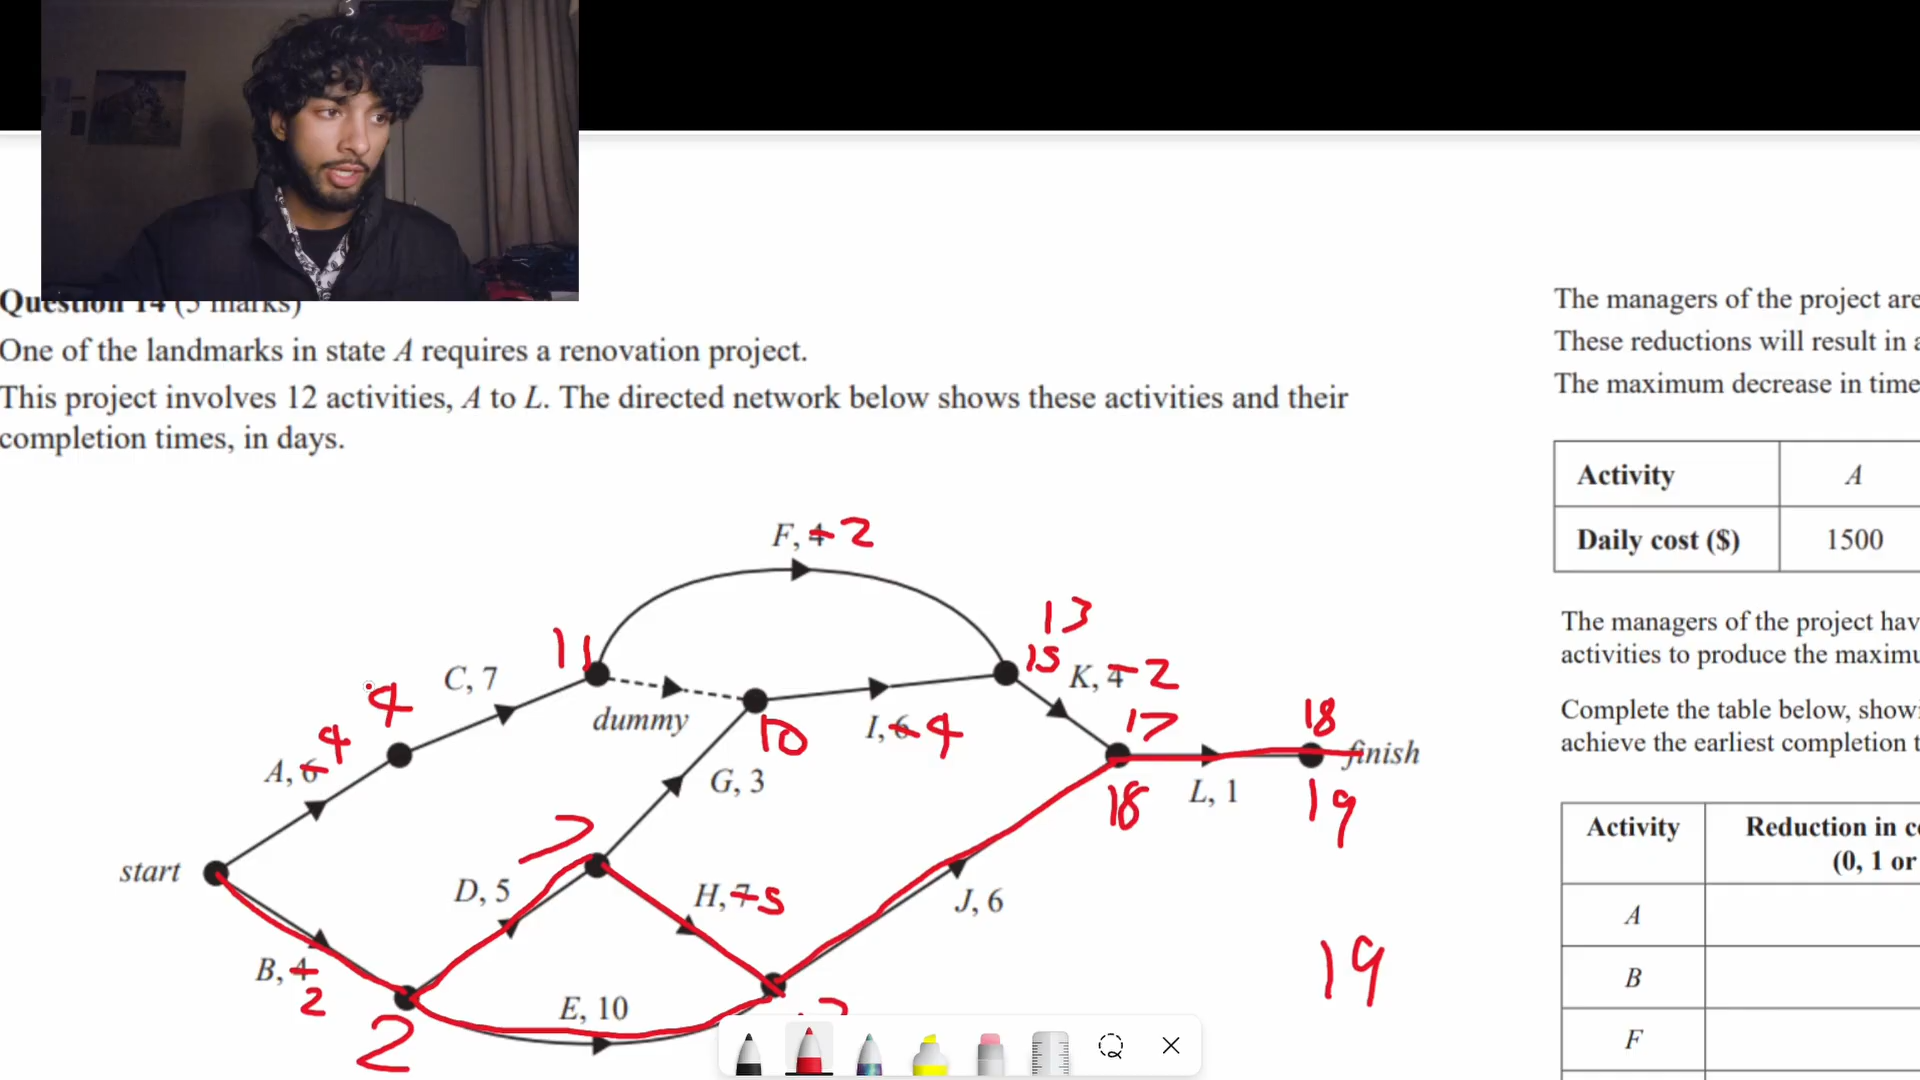 Question 14 (5 marks)
One of the landmarks in state A requires a renovation project.
This project involves 12 activities, A to L. The directed network below shows these activities and their
completion times, in days.
F, 4 2
11
13
15
K, 4 2
C, 7
4
dummy
10
I, 6 4
17
18
finish
A, 6 4
G, 3
18
L, 1
19
start
7
D, 5
H, 7 5
J, 6
B, 4
2
E, 10
2
19
The managers of the project are
These reductions will result in a
The maximum decrease in time
Activity A
Daily cost ($) 1500
The managers of the project hav
activities to produce the maximu
Complete the table below, showi
achieve the earliest completion t
Activity Reduction in co
(0, 1 or
A
B
F